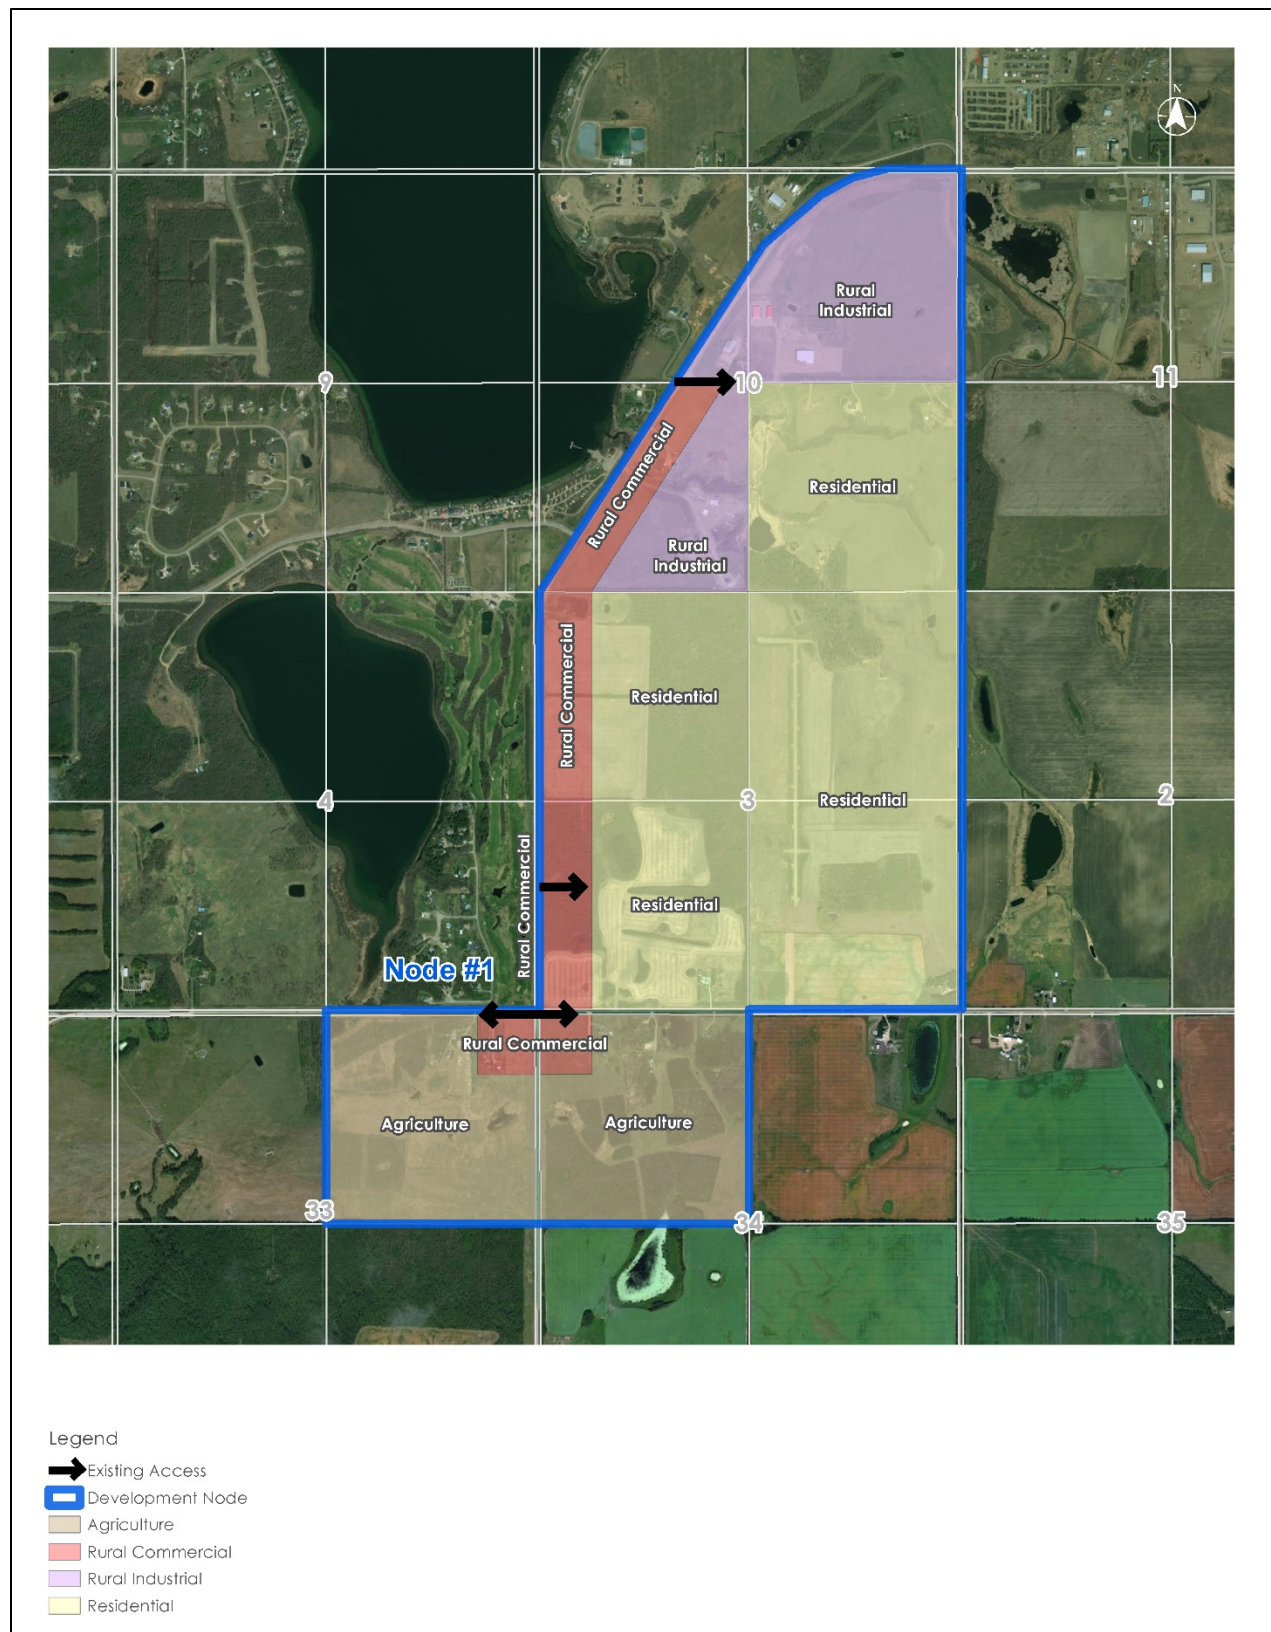 N
Rural
Industrial
9
10
11
Rural Commercial
Residential
Rural
Industrial
Rural Commercial
Residential
4
3
Residential
2
Rural Commercial
Residential
Node #1
Rural Commercial
Agriculture
Agriculture
33
34
35
Legend
Existing Access
Development Node
Agriculture
Rural Commercial
Rural Industrial
Residential